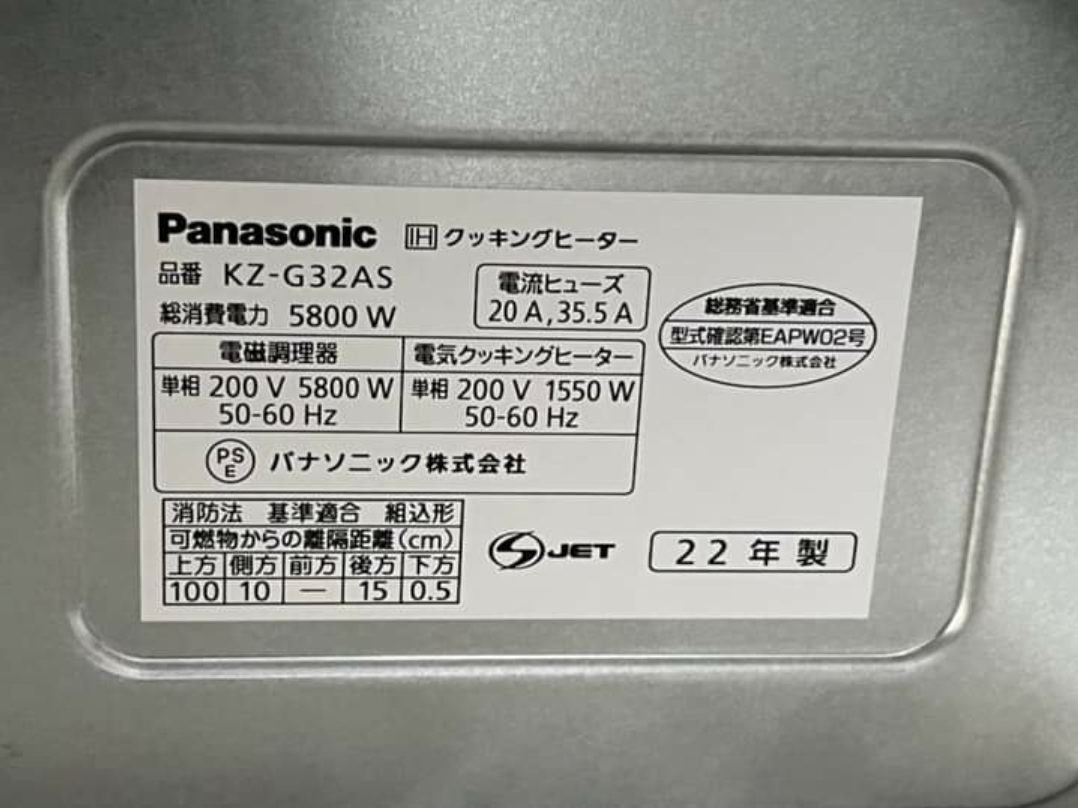 Panasonic IH クッキングヒーター
品番 KZ-G32AS
総消費電力 5800 W
電流ヒューズ
20 A,35.5 A
総務省基準適合
型式確認第EAPW02号
パナソニック株式会社
電磁調理器 電気クッキングヒーター
単相 200 V 5800 W 単相 200 V 1550 W
50-60 Hz 50-60 Hz
PS
E パナソニック株式会社
消防法 基準適合 組込形
可燃物からの離隔距離(cm)
上方 側方 前方 後方 下方
100 10 — 15 0.5
S JET
22 年 製